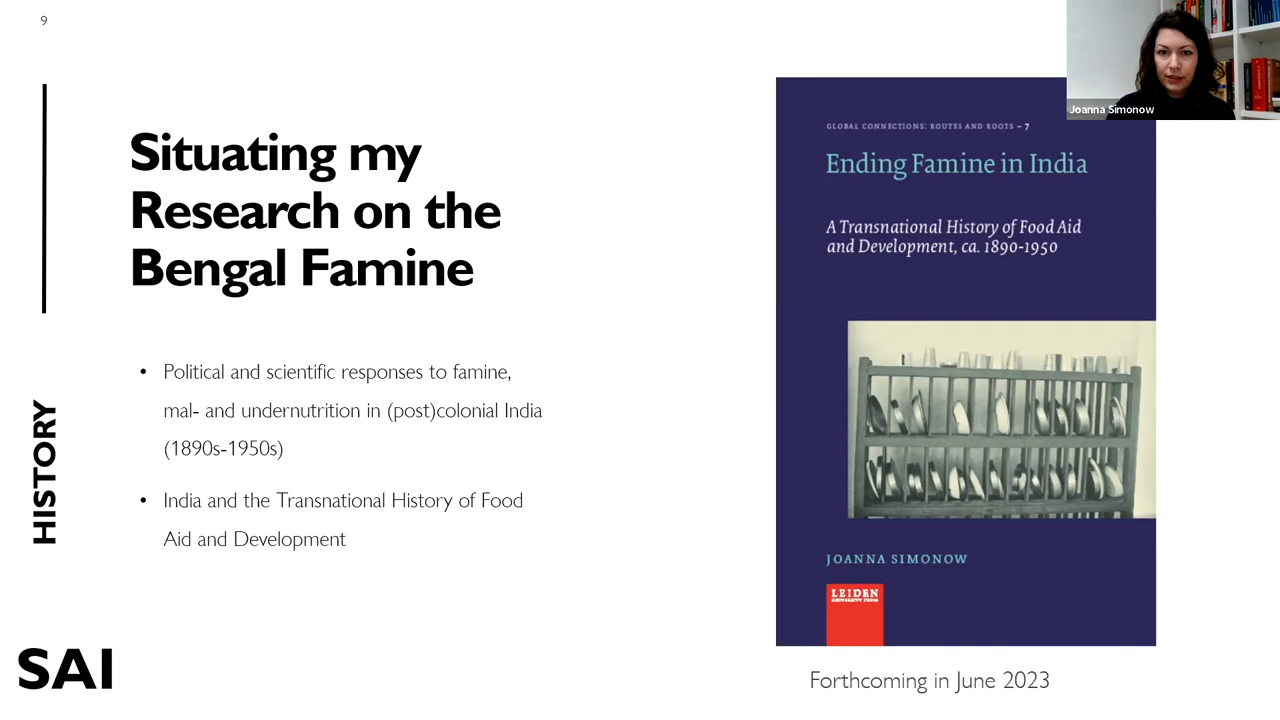 9
Joanna Simonow
Situating my
Research on the
Bengal Famine
• Political and scientific responses to famine,
mal- and undernutrition in (post)colonial India
(1890s-1950s)
• India and the Transnational History of Food
Aid and Development
HISTORY
SAI
GLOBAL CONNECTIONS: ROUTES AND ROOTS – 7
Ending Famine in India
A Transnational History of Food Aid
and Development, ca. 1890-1950
JOANNA SIMONOW
LEIDEN
UNIVERSITY PRESS
Forthcoming in June 2023